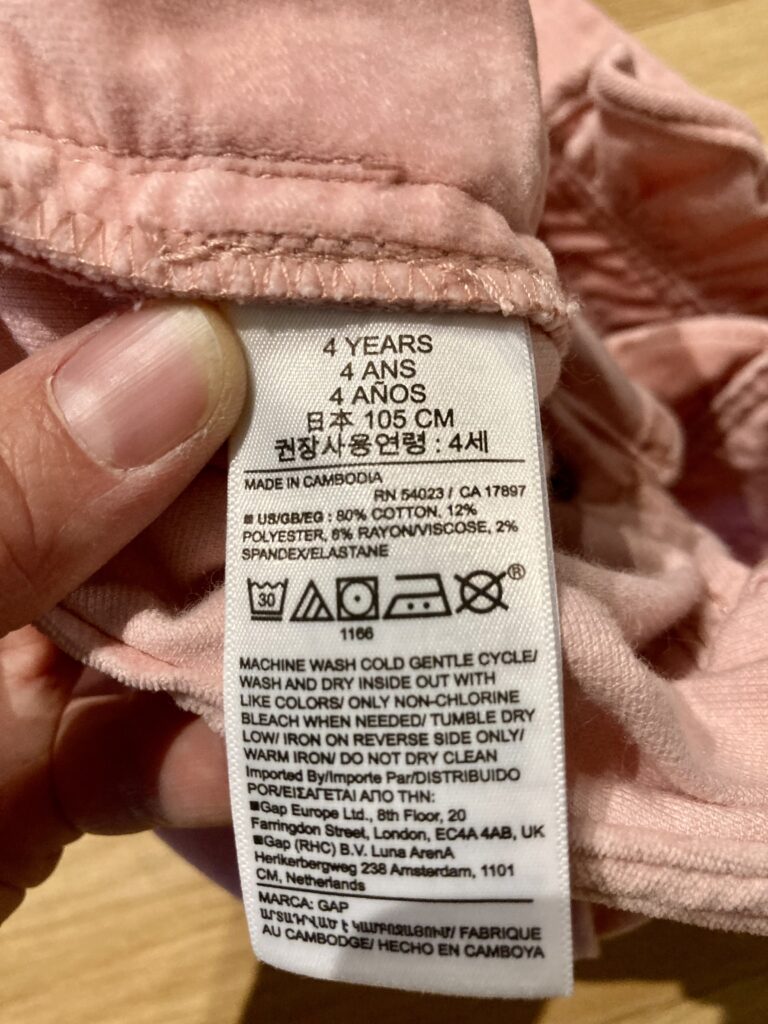 4 YEARS
4 ANS
4 AÑOS
日本 105 CM
권장사용연령 : 4세
MADE IN CAMBODIA
RN 54023 / CA 17897
US/GB/EG : 80% COTTON, 12%
POLYESTER, 6% RAYON/VISCOSE, 2%
SPANDEX/ELASTANE
30
®
1166
MACHINE WASH COLD GENTLE CYCLE/
WASH AND DRY INSIDE OUT WITH
LIKE COLORS/ ONLY NON-CHLORINE
BLEACH WHEN NEEDED/ TUMBLE DRY
LOW/ IRON ON REVERSE SIDE ONLY/
WARM IRON/ DO NOT DRY CLEAN
Imported By/Importe Par/DISTRIBUIDO
POR/ΕΙΣΑΓΕΤΑΙ ΑΠΟ ΤΗΝ:
Gap Europe Ltd., 8th Floor, 20
Farringdon Street, London, EC4A 4AB, UK
Gap (RHC) B.V. Luna ArenA
Herikerbergweg 238 Amsterdam, 1101
CM, Netherlands
MARCA: GAP
ԱՐՏԱԴՐՎԱԾ Է ԿԱՄԲՈՋԱՅՈՒՄ/ FABRIQUE
AU CAMBODGE/ HECHO EN CAMBOYA